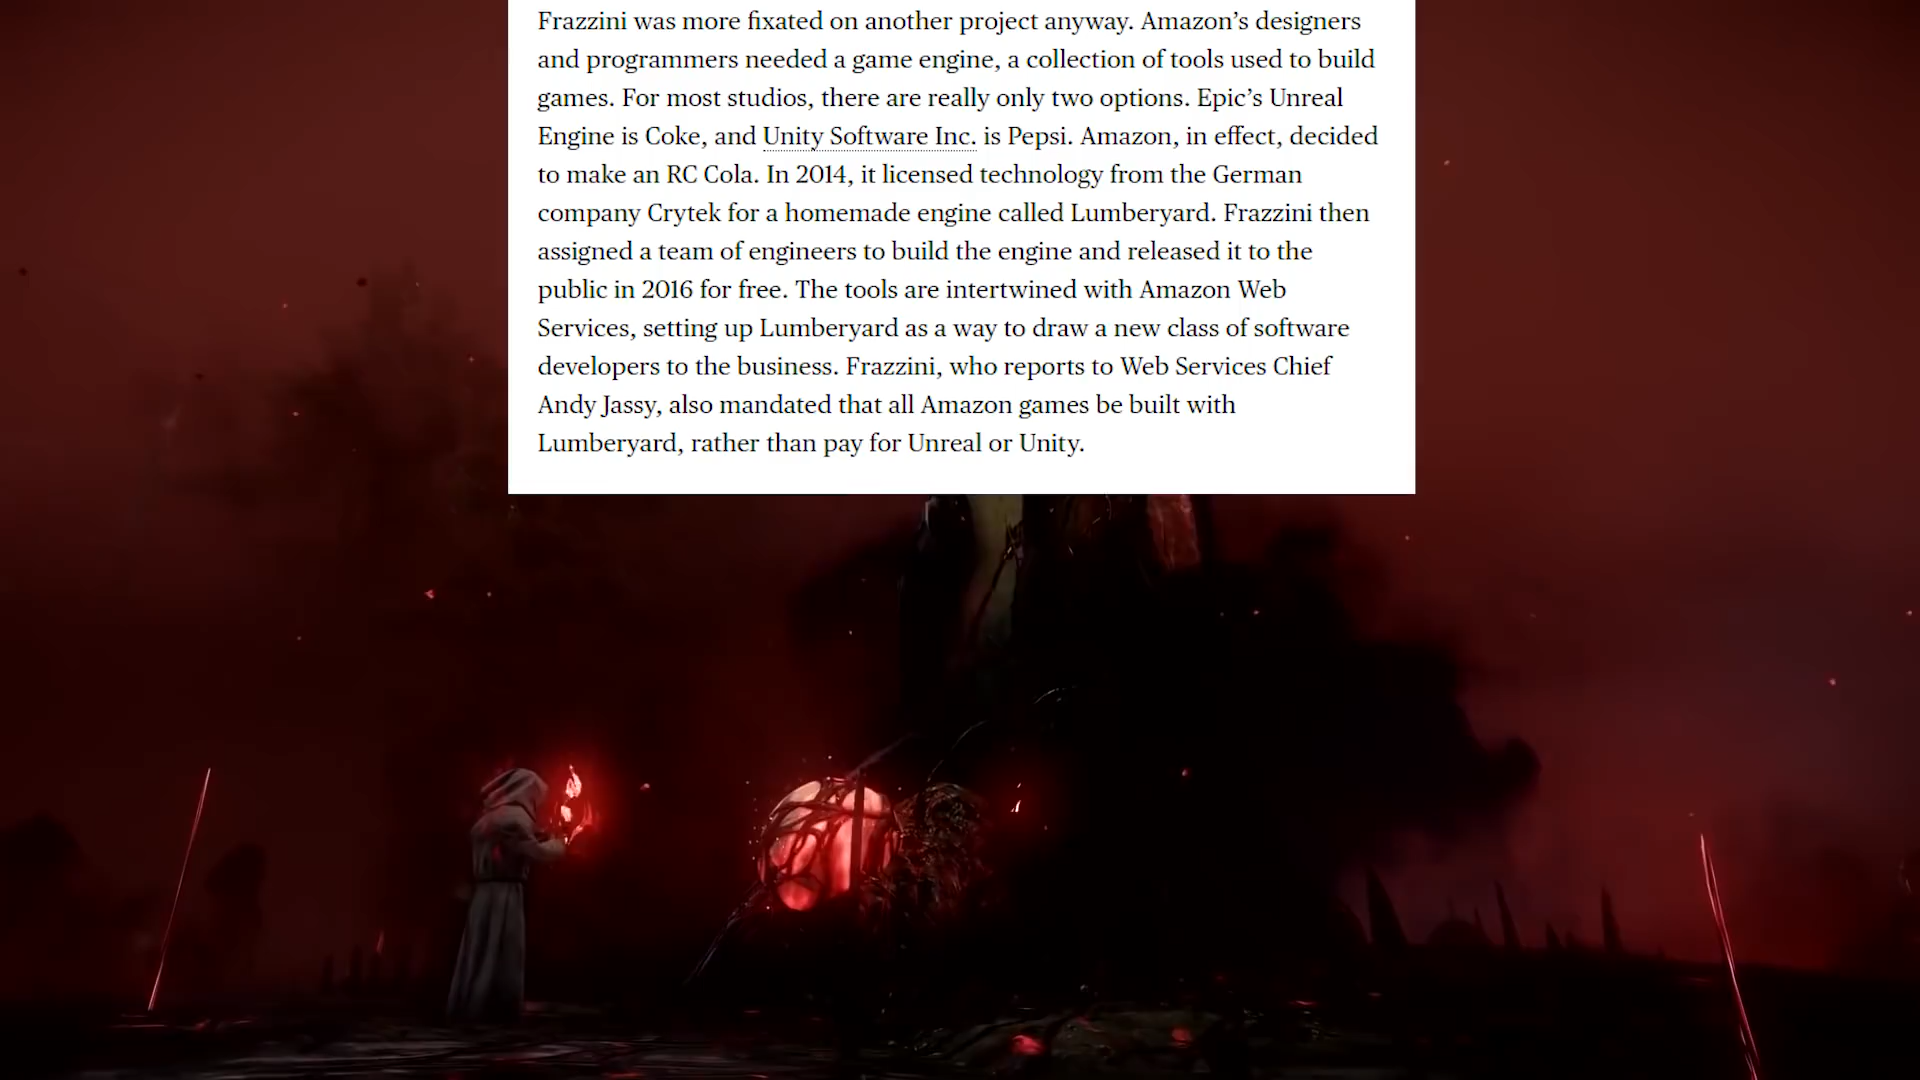 Frazzini was more fixated on another project anyway. Amazon’s designers
and programmers needed a game engine, a collection of tools used to build
games. For most studios, there are really only two options. Epic’s Unreal
Engine is Coke, and Unity Software Inc. is Pepsi. Amazon, in effect, decided
to make an RC Cola. In 2014, it licensed technology from the German
company Crytek for a homemade engine called Lumberyard. Frazzini then
assigned a team of engineers to build the engine and released it to the
public in 2016 for free. The tools are intertwined with Amazon Web
Services, setting up Lumberyard as a way to draw a new class of software
developers to the business. Frazzini, who reports to Web Services Chief
Andy Jassy, also mandated that all Amazon games be built with
Lumberyard, rather than pay for Unreal or Unity.